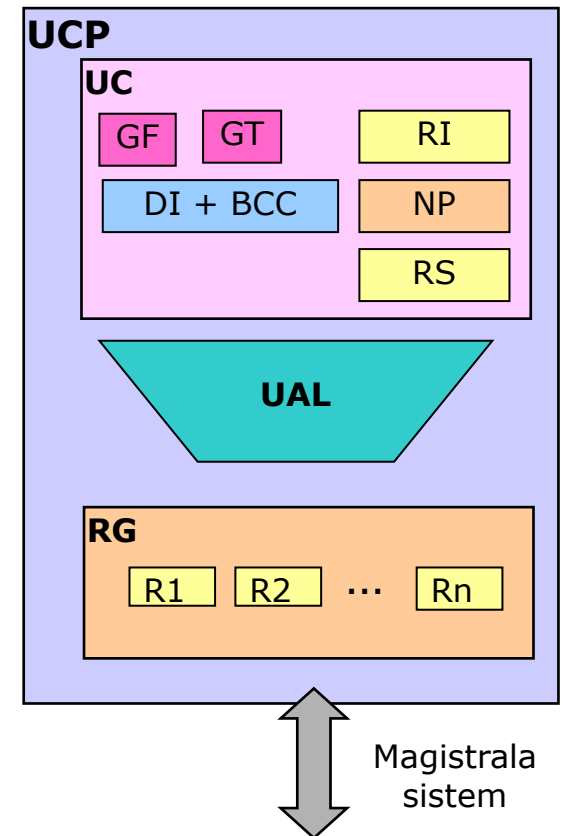 UCP
UC
GF
GT
RI
DI + BCC
NP
RS
UAL
RG
R1
R2
...
Rn
Magistrala
sistem